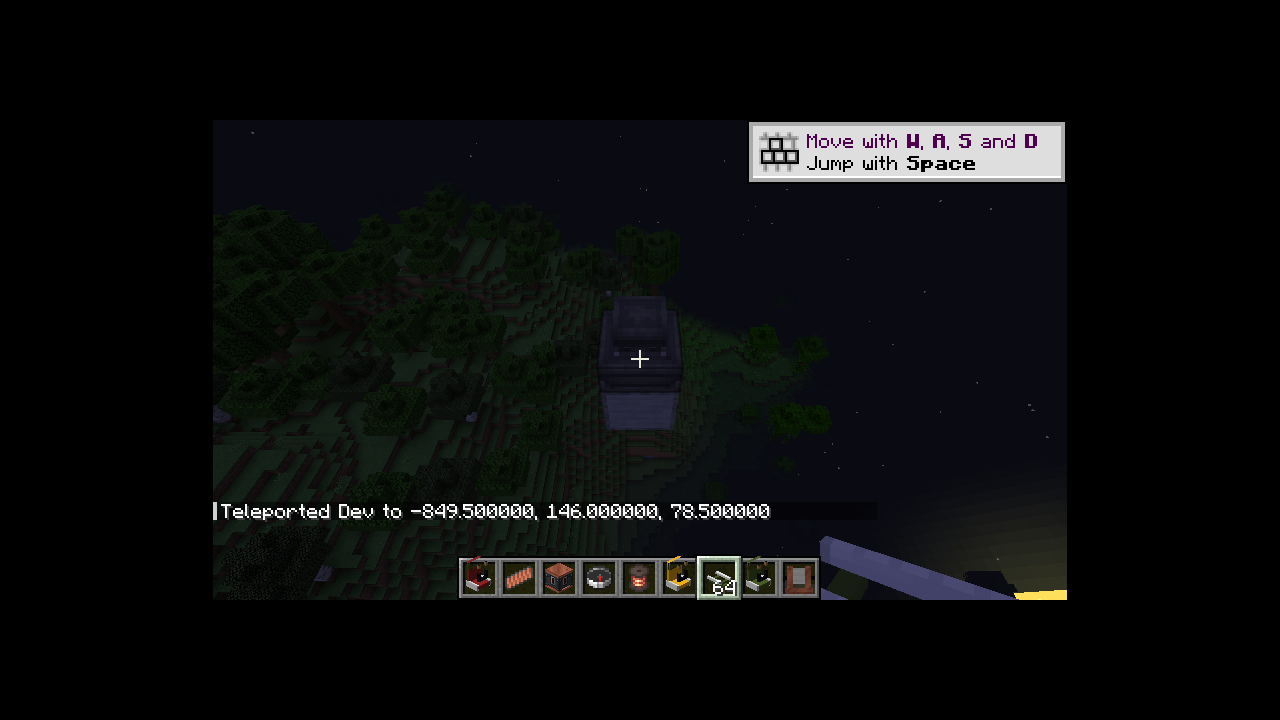 Move with W, A, S and D
Jump with Space
Teleported Dev to -849.500000, 146.000000, 78.500000
64